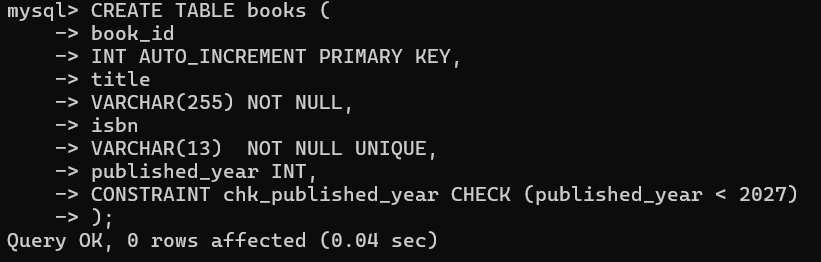 mysql> CREATE TABLE books (
    -> book_id
    -> INT AUTO_INCREMENT PRIMARY KEY,
    -> title
    -> VARCHAR(255) NOT NULL,
    -> isbn
    -> VARCHAR(13)  NOT NULL UNIQUE,
    -> published_year INT,
    -> CONSTRAINT chk_published_year CHECK (published_year < 2027)
    -> );
Query OK, 0 rows affected (0.04 sec)